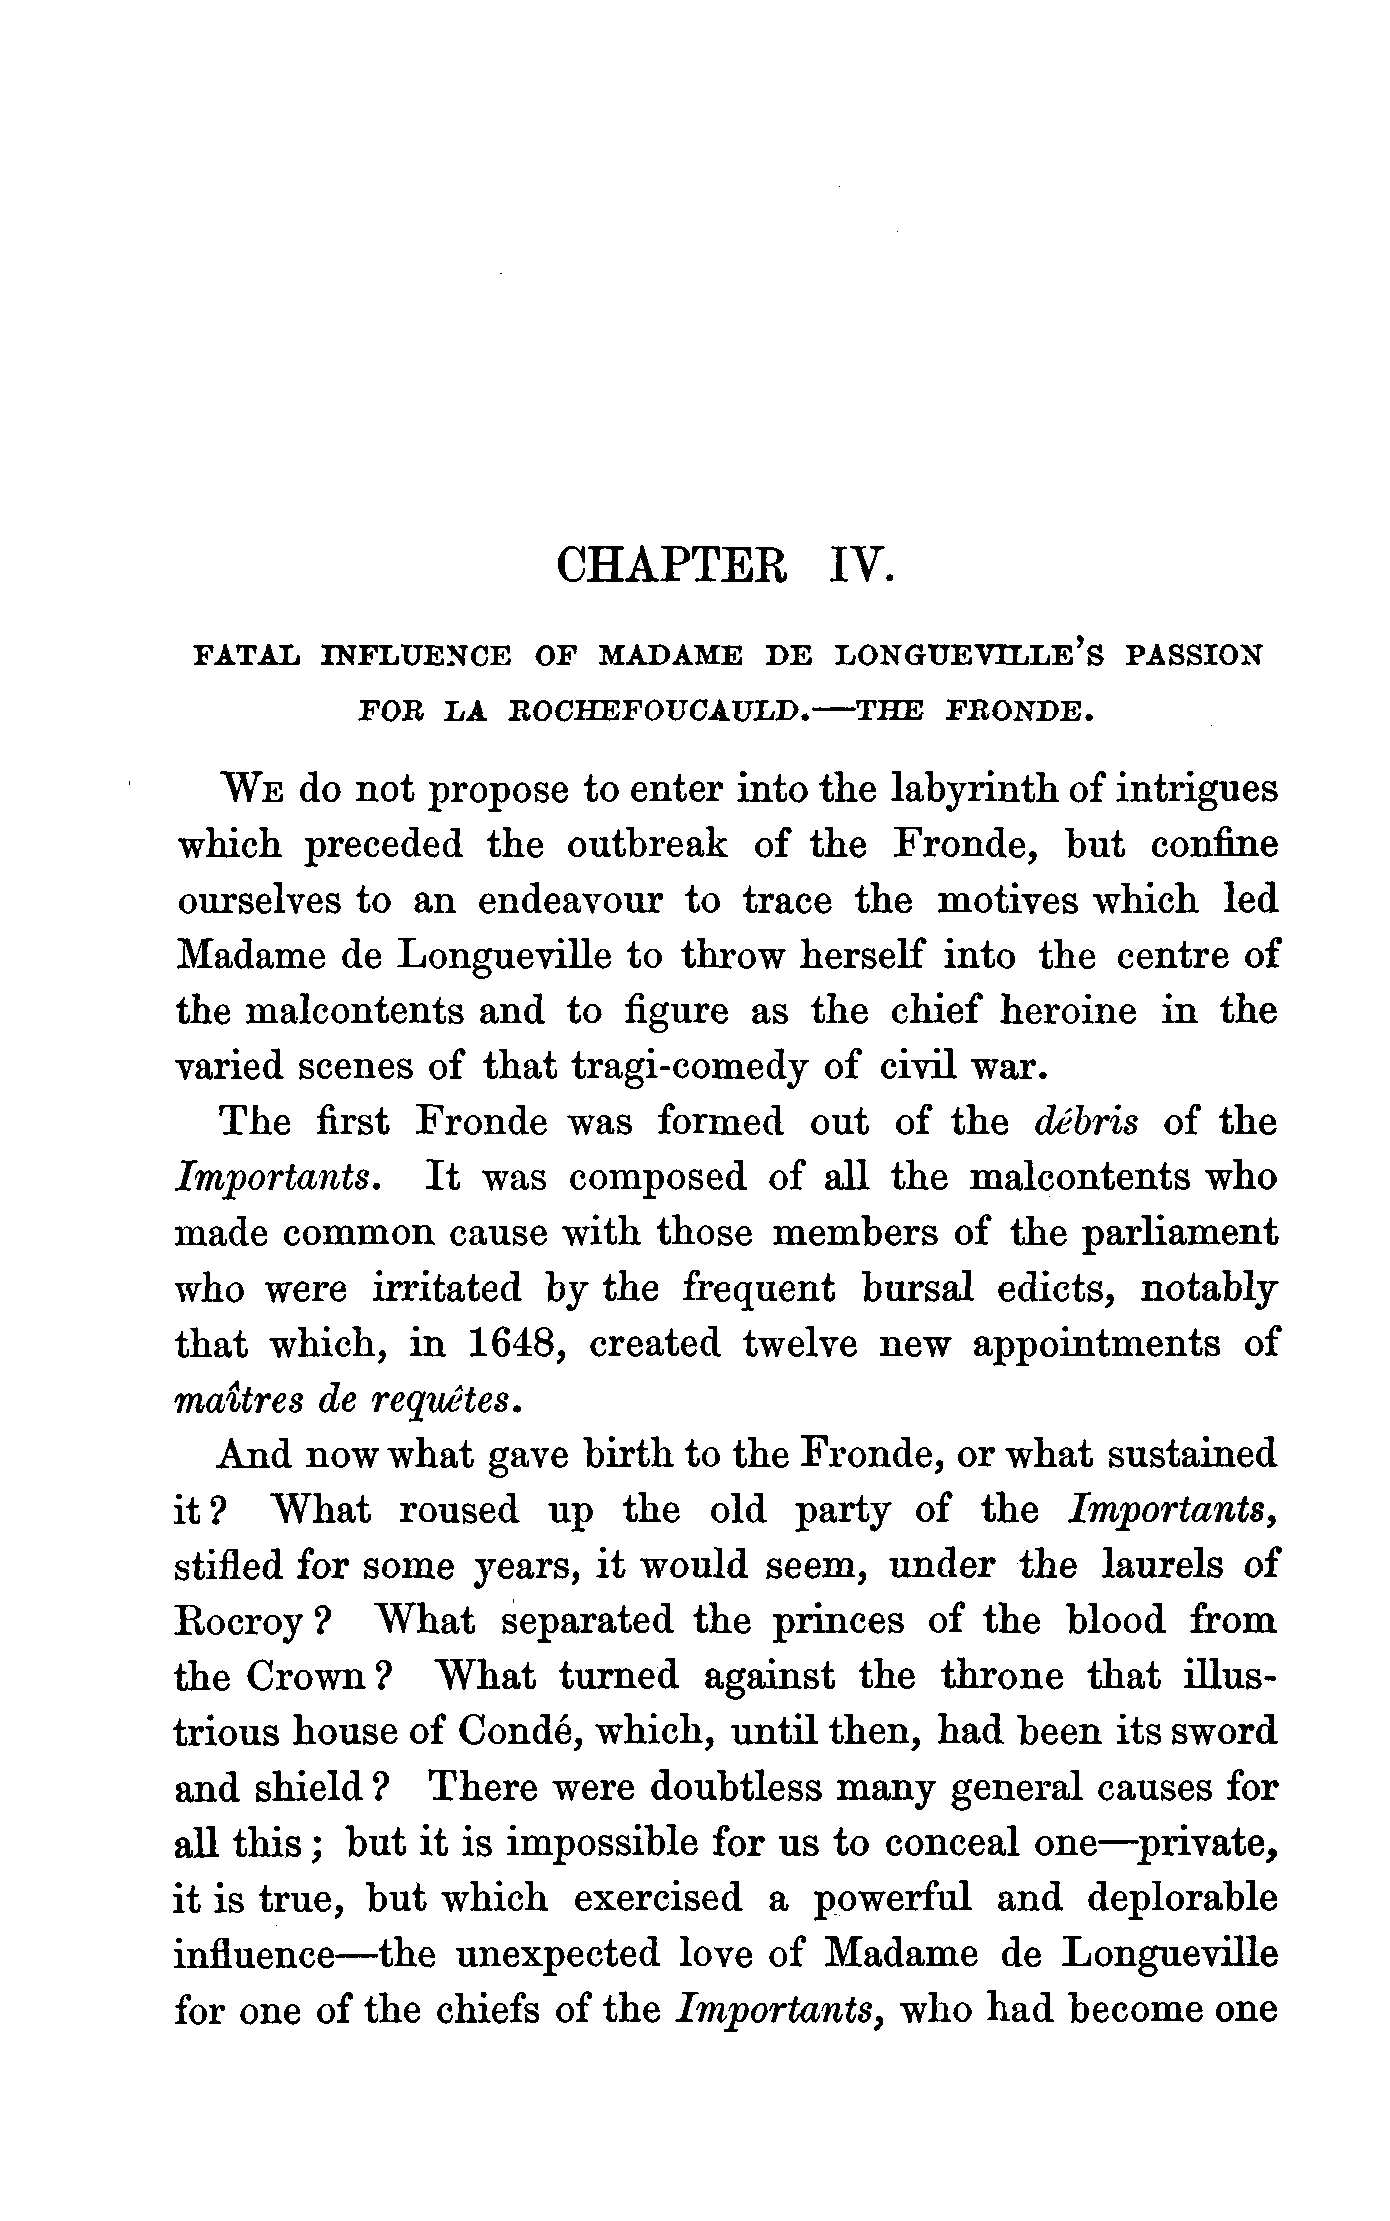 CHAPTER IV.
FATAL INFLUENCE OF MADAME DE LONGUEVILLE'S PASSION
FOR LA ROCHEFOUCAULD.—THE FRONDE.
WE do not propose to enter into the labyrinth of intrigues
which preceded the outbreak of the Fronde, but confine
ourselves to an endeavour to trace the motives which led
Madame de Longueville to throw herself into the centre of
the malcontents and to figure as the chief heroine in the
varied scenes of that tragi-comedy of civil war.
The first Fronde was formed out of the débris of the
Importants. It was composed of all the malcontents who
made common cause with those members of the parliament
who were irritated by the frequent bursal edicts, notably
that which, in 1648, created twelve new appointments of
maîtres de requêtes.
And now what gave birth to the Fronde, or what sustained
it? What roused up the old party of the Importants,
stifled for some years, it would seem, under the laurels of
Rocroy? What separated the princes of the blood from
the Crown? What turned against the throne that illus-
trious house of Condé, which, until then, had been its sword
and shield? There were doubtless many general causes for
all this; but it is impossible for us to conceal one—private,
it is true, but which exercised a powerful and deplorable
influence—the unexpected love of Madame de Longueville
for one of the chiefs of the Importants, who had become one